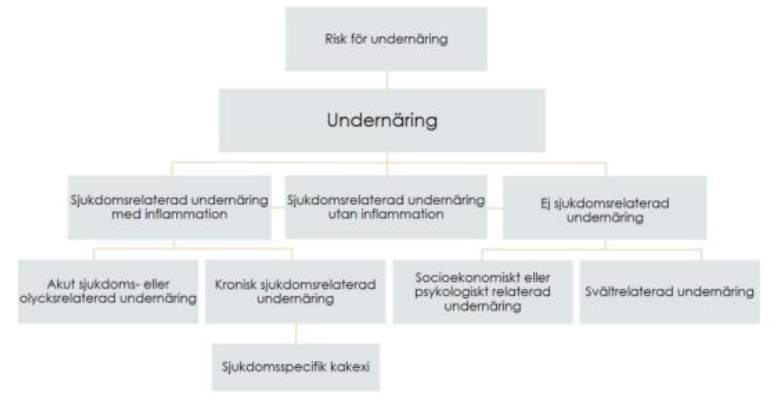 Risk för undernäring
Undernäring
Sjukdomsrelaterad undernäring
med inflammation
Sjukdomsrelaterad undernäring
utan inflammation
Ej sjukdomsrelaterad
undernäring
Akut sjukdoms- eller
olycksrelaterad undernäring
Kronisk sjukdomsrelaterad
undernäring
Socioekonomiskt eller
psykologiskt relaterad
undernäring
Svältrelaterad undernäring
Sjukdomsspecifik kakexi